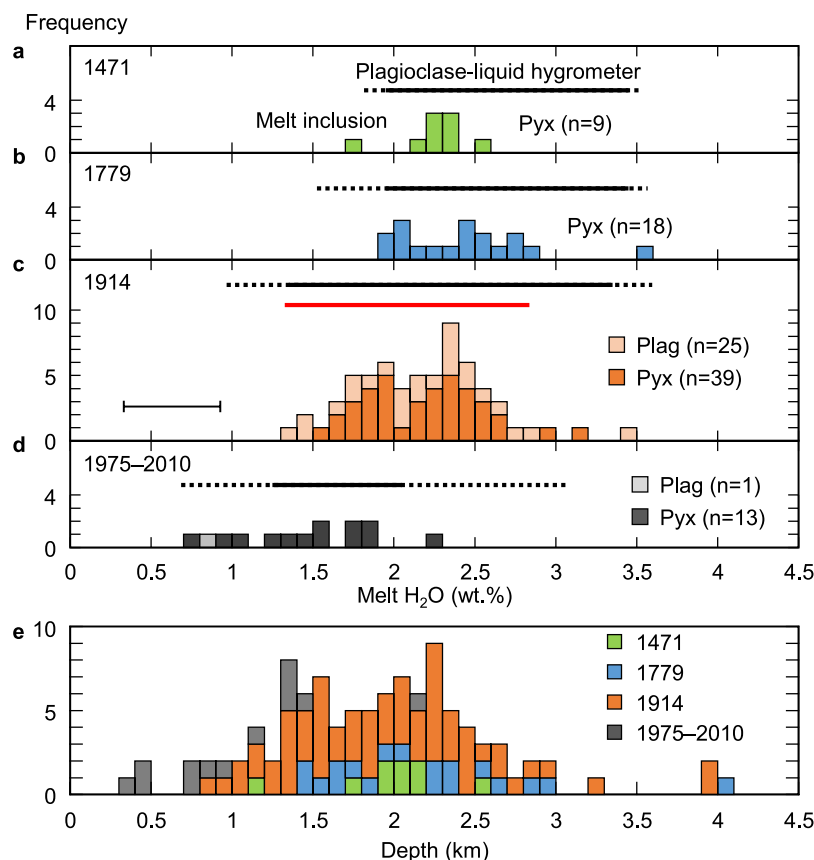 Frequency
a
1471
Plagioclase-liquid hygrometer
4
Melt inclusion
Pyx (n=9)
0
b
1779
4
Pyx (n=18)
0
c
1914
10
Plag (n=25)
5
Pyx (n=39)
0
d
1975–2010
4
Plag (n=1)
Pyx (n=13)
0
0 0.5 1 1.5 2 2.5 3 3.5 4 4.5
Melt H₂O (wt.%)
e
10
1471
1779
5
1914
1975–2010
0
0 0.5 1 1.5 2 2.5 3 3.5 4 4.5
Depth (km)